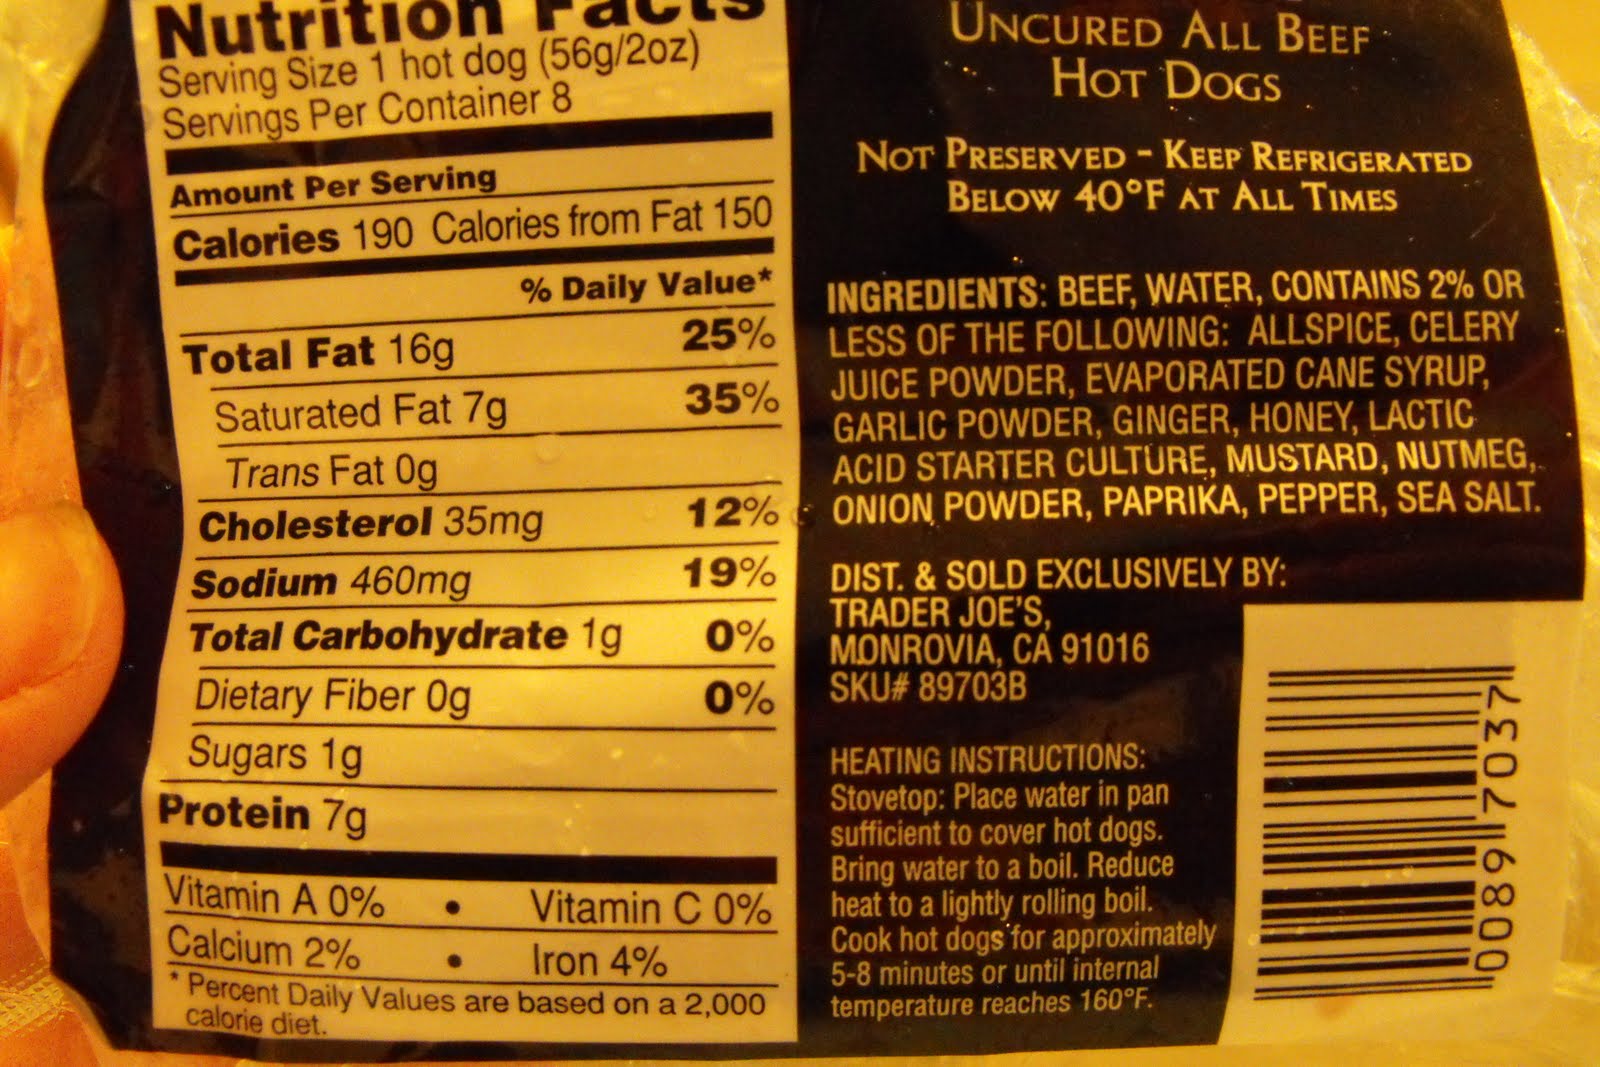 Nutrition Facts
Serving Size 1 hot dog (56g/2oz)
Servings Per Container 8
Amount Per Serving
Calories 190 Calories from Fat 150
% Daily Value*
Total Fat 16g 25%
Saturated Fat 7g 35%
Trans Fat 0g
Cholesterol 35mg 12%
Sodium 460mg 19%
Total Carbohydrate 1g 0%
Dietary Fiber 0g 0%
Sugars 1g
Protein 7g
Vitamin A 0% • Vitamin C 0%
Calcium 2% • Iron 4%
* Percent Daily Values are based on a 2,000
calorie diet.
UNCURED ALL BEEF
HOT DOGS
NOT PRESERVED - KEEP REFRIGERATED
BELOW 40°F AT ALL TIMES
INGREDIENTS: BEEF, WATER, CONTAINS 2% OR
LESS OF THE FOLLOWING: ALLSPICE, CELERY
JUICE POWDER, EVAPORATED CANE SYRUP,
GARLIC POWDER, GINGER, HONEY, LACTIC
ACID STARTER CULTURE, MUSTARD, NUTMEG,
ONION POWDER, PAPRIKA, PEPPER, SEA SALT.
DIST. & SOLD EXCLUSIVELY BY:
TRADER JOE'S,
MONROVIA, CA 91016
SKU# 89703B
HEATING INSTRUCTIONS:
Stovetop: Place water in pan
sufficient to cover hot dogs.
Bring water to a boil. Reduce
heat to a lightly rolling boil.
Cook hot dogs for approximately
5-8 minutes or until internal
temperature reaches 160°F.
00897037